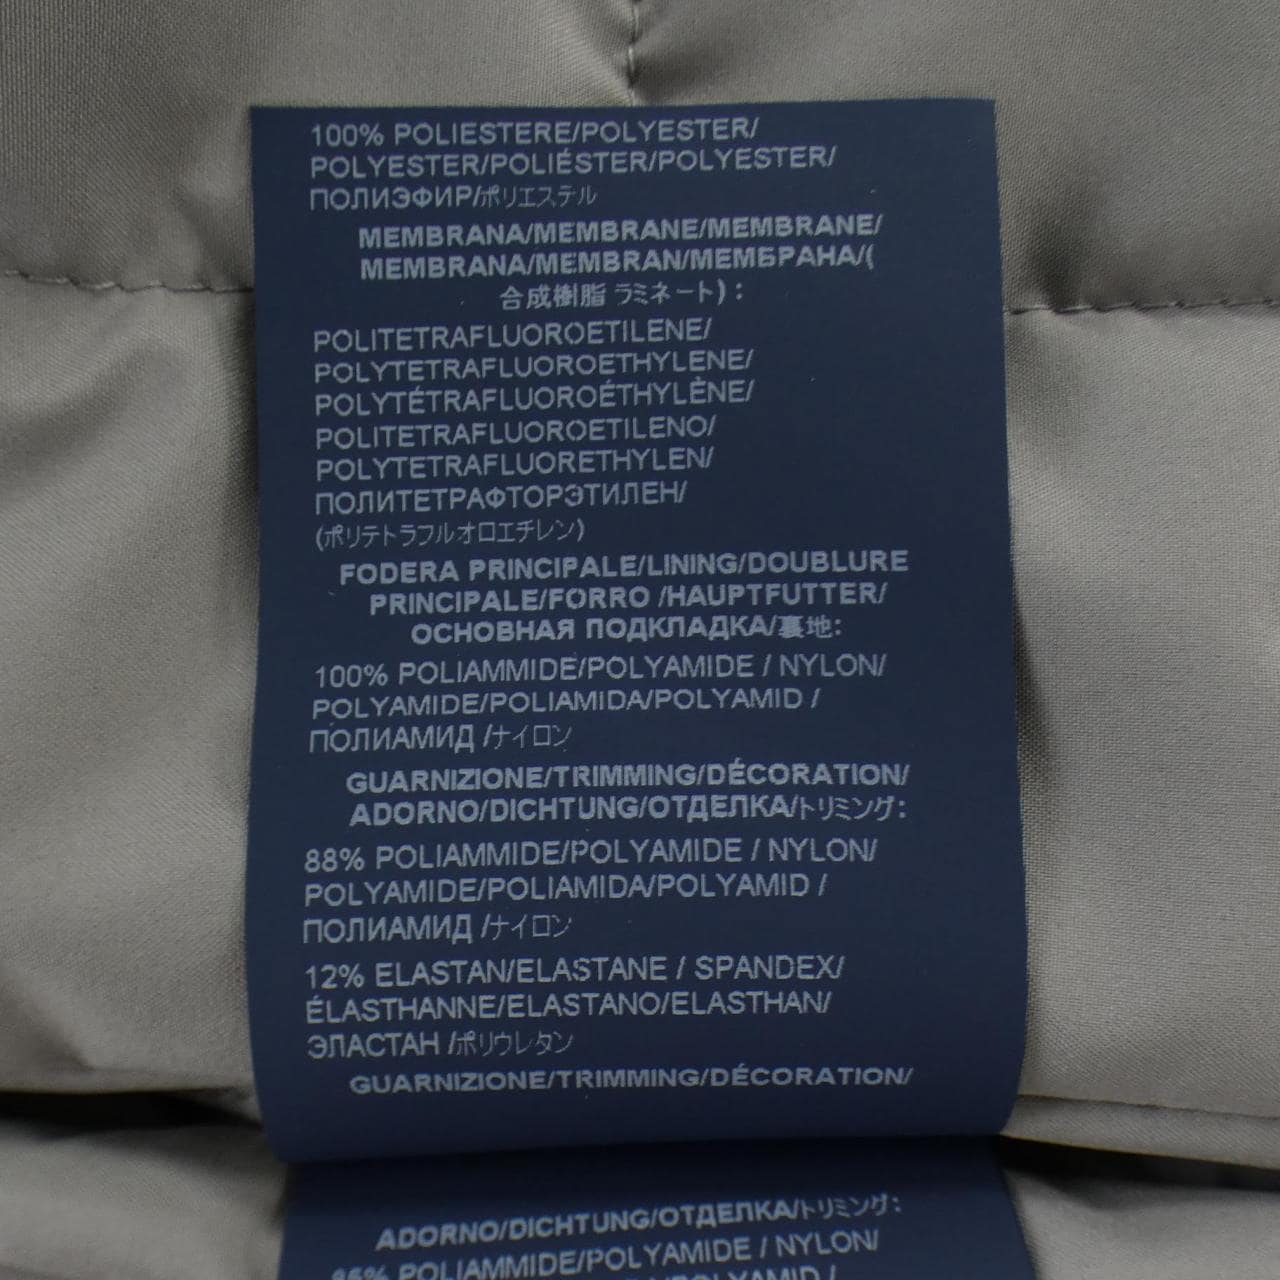 100% POLIESTERE/POLYESTER/
POLYESTER/POLIÉSTER/POLYESTER/
ПОЛИЭФИР/ポリエステル
MEMBRANA/MEMBRANE/MEMBRANE/
MEMBRANA/MEMBRAN/МЕМБРАНА/(
合成樹脂 ラミネート) :
POLITETRAFLUOROETILENE/
POLYTETRAFLUOROETHYLENE/
POLYTÉTRAFLUOROÉTHYLÈNE/
POLITETRAFLUOROETILENO/
POLYTETRAFLUORETHYLEN/
ПОЛИТЕТРАФТОРЭТИЛЕН/
(ポリテトラフルオロエチレン)
FODERA PRINCIPALE/LINING/DOUBLURE
PRINCIPALE/FORRO /HAUPTFUTTER/
ОСНОВНАЯ ПОДКЛАДКА/裏地:
100% POLIAMMIDE/POLYAMIDE / NYLON/
POLYAMIDE/POLIAMIDA/POLYAMID /
ПОЛИАМИД /ナイロン
GUARNIZIONE/TRIMMING/DÉCORATION/
ADORNO/DICHTUNG/ОТДЕЛКА/トリミング:
88% POLIAMMIDE/POLYAMIDE / NYLON/
POLYAMIDE/POLIAMIDA/POLYAMID /
ПОЛИАМИД /ナイロン
12% ELASTAN/ELASTANE / SPANDEX/
ÉLASTHANNE/ELASTANO/ELASTHAN/
ЭЛАСТАН /ポリウレタン
GUARNIZIONE/TRIMMING/DÉCORATION/
ADORNO/DICHTUNG/ОТДЕЛКА/トリミング:
POLIAMMIDE/POLYAMIDE / NYLON/